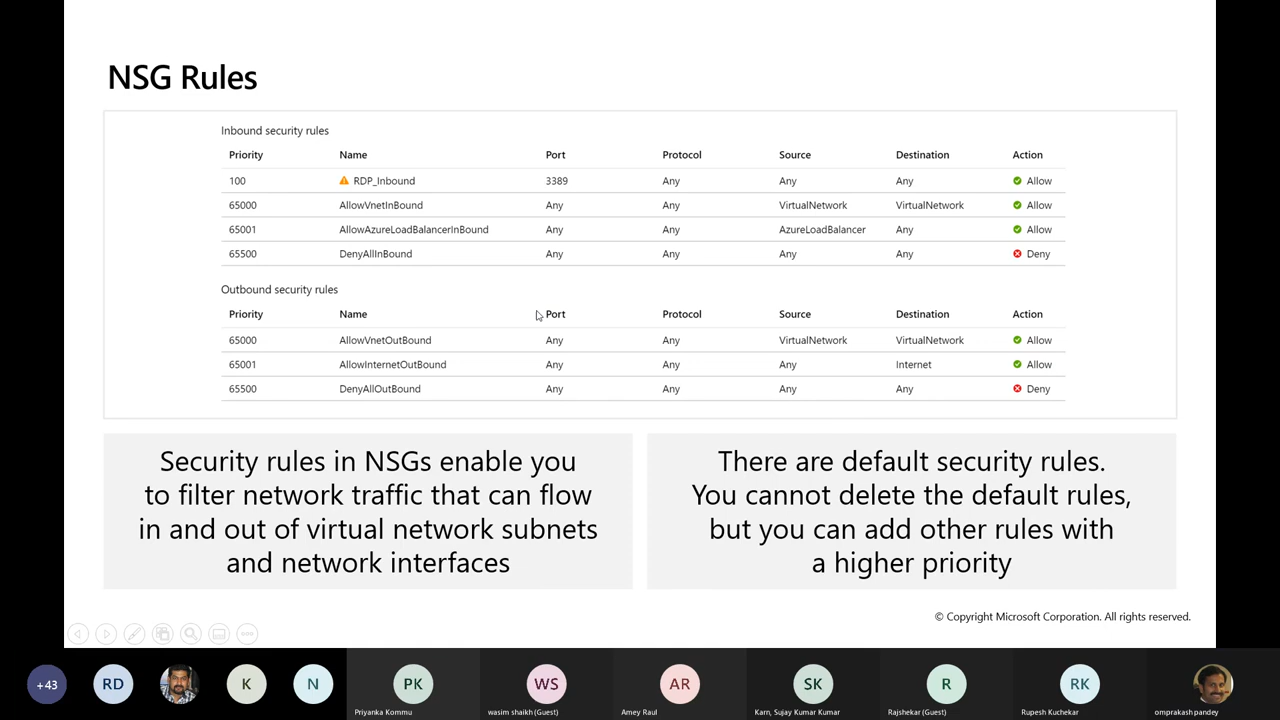 NSG Rules
Inbound security rules
Priority Name Port Protocol Source Destination Action
100 RDP_Inbound 3389 Any Any Any Allow
65000 AllowVnetInBound Any Any VirtualNetwork VirtualNetwork Allow
65001 AllowAzureLoadBalancerInBound Any Any AzureLoadBalancer Any Allow
65500 DenyAllInBound Any Any Any Any Deny
Outbound security rules
Priority Name Port Protocol Source Destination Action
65000 AllowVnetOutBound Any Any VirtualNetwork VirtualNetwork Allow
65001 AllowInternetOutBound Any Any Any Internet Allow
65500 DenyAllOutBound Any Any Any Any Deny
Security rules in NSGs enable you
to filter network traffic that can flow
in and out of virtual network subnets
and network interfaces
There are default security rules.
You cannot delete the default rules,
but you can add other rules with
a higher priority
© Copyright Microsoft Corporation. All rights reserved.
+43 RD K N PK WS AR SK R RK
Priyanka Kommu wasim shaikh (Guest) Amey Raul Karn, Sujay Kumar Kumar Rajshekar (Guest) Rupesh Kuchekar omprakash pandey